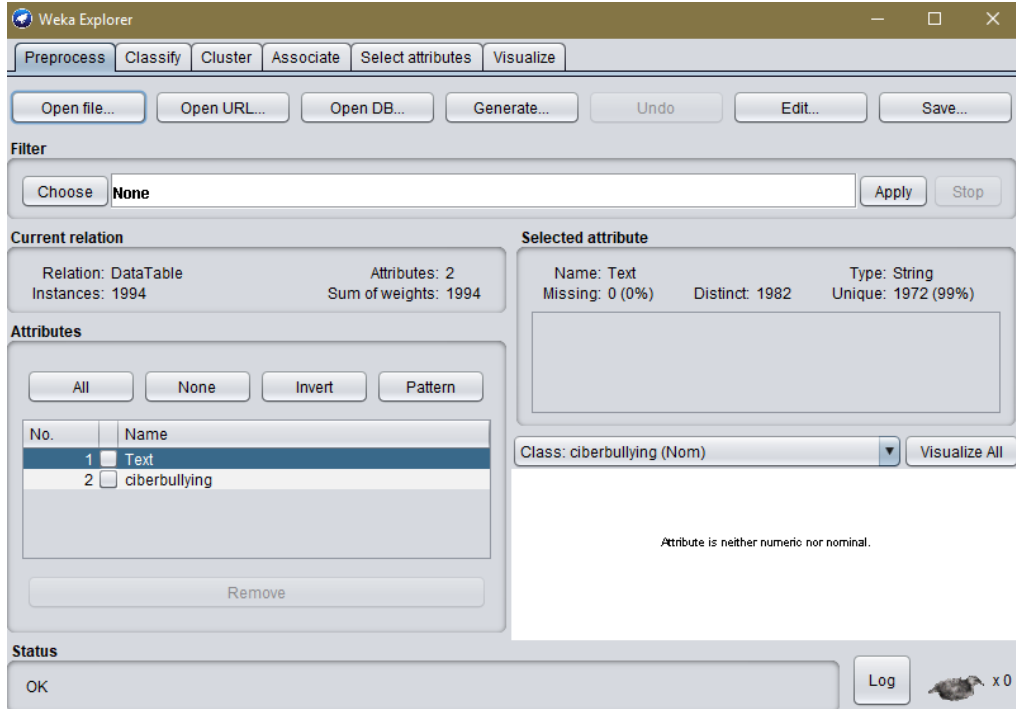 Weka Explorer
Preprocess Classify Cluster Associate Select attributes Visualize
Open file... Open URL... Open DB... Generate... Undo Edit... Save...
Filter
Choose None Apply Stop
Current relation
Relation: DataTable Attributes: 2
Instances: 1994 Sum of weights: 1994
Selected attribute
Name: Text Type: String
Missing: 0 (0%) Distinct: 1982 Unique: 1972 (99%)
Attributes
All None Invert Pattern
No. Name
1 Text
2 ciberbullying
Remove
Class: ciberbullying (Nom) Visualize All
Attribute is neither numeric nor nominal.
Status
OK
Log x 0